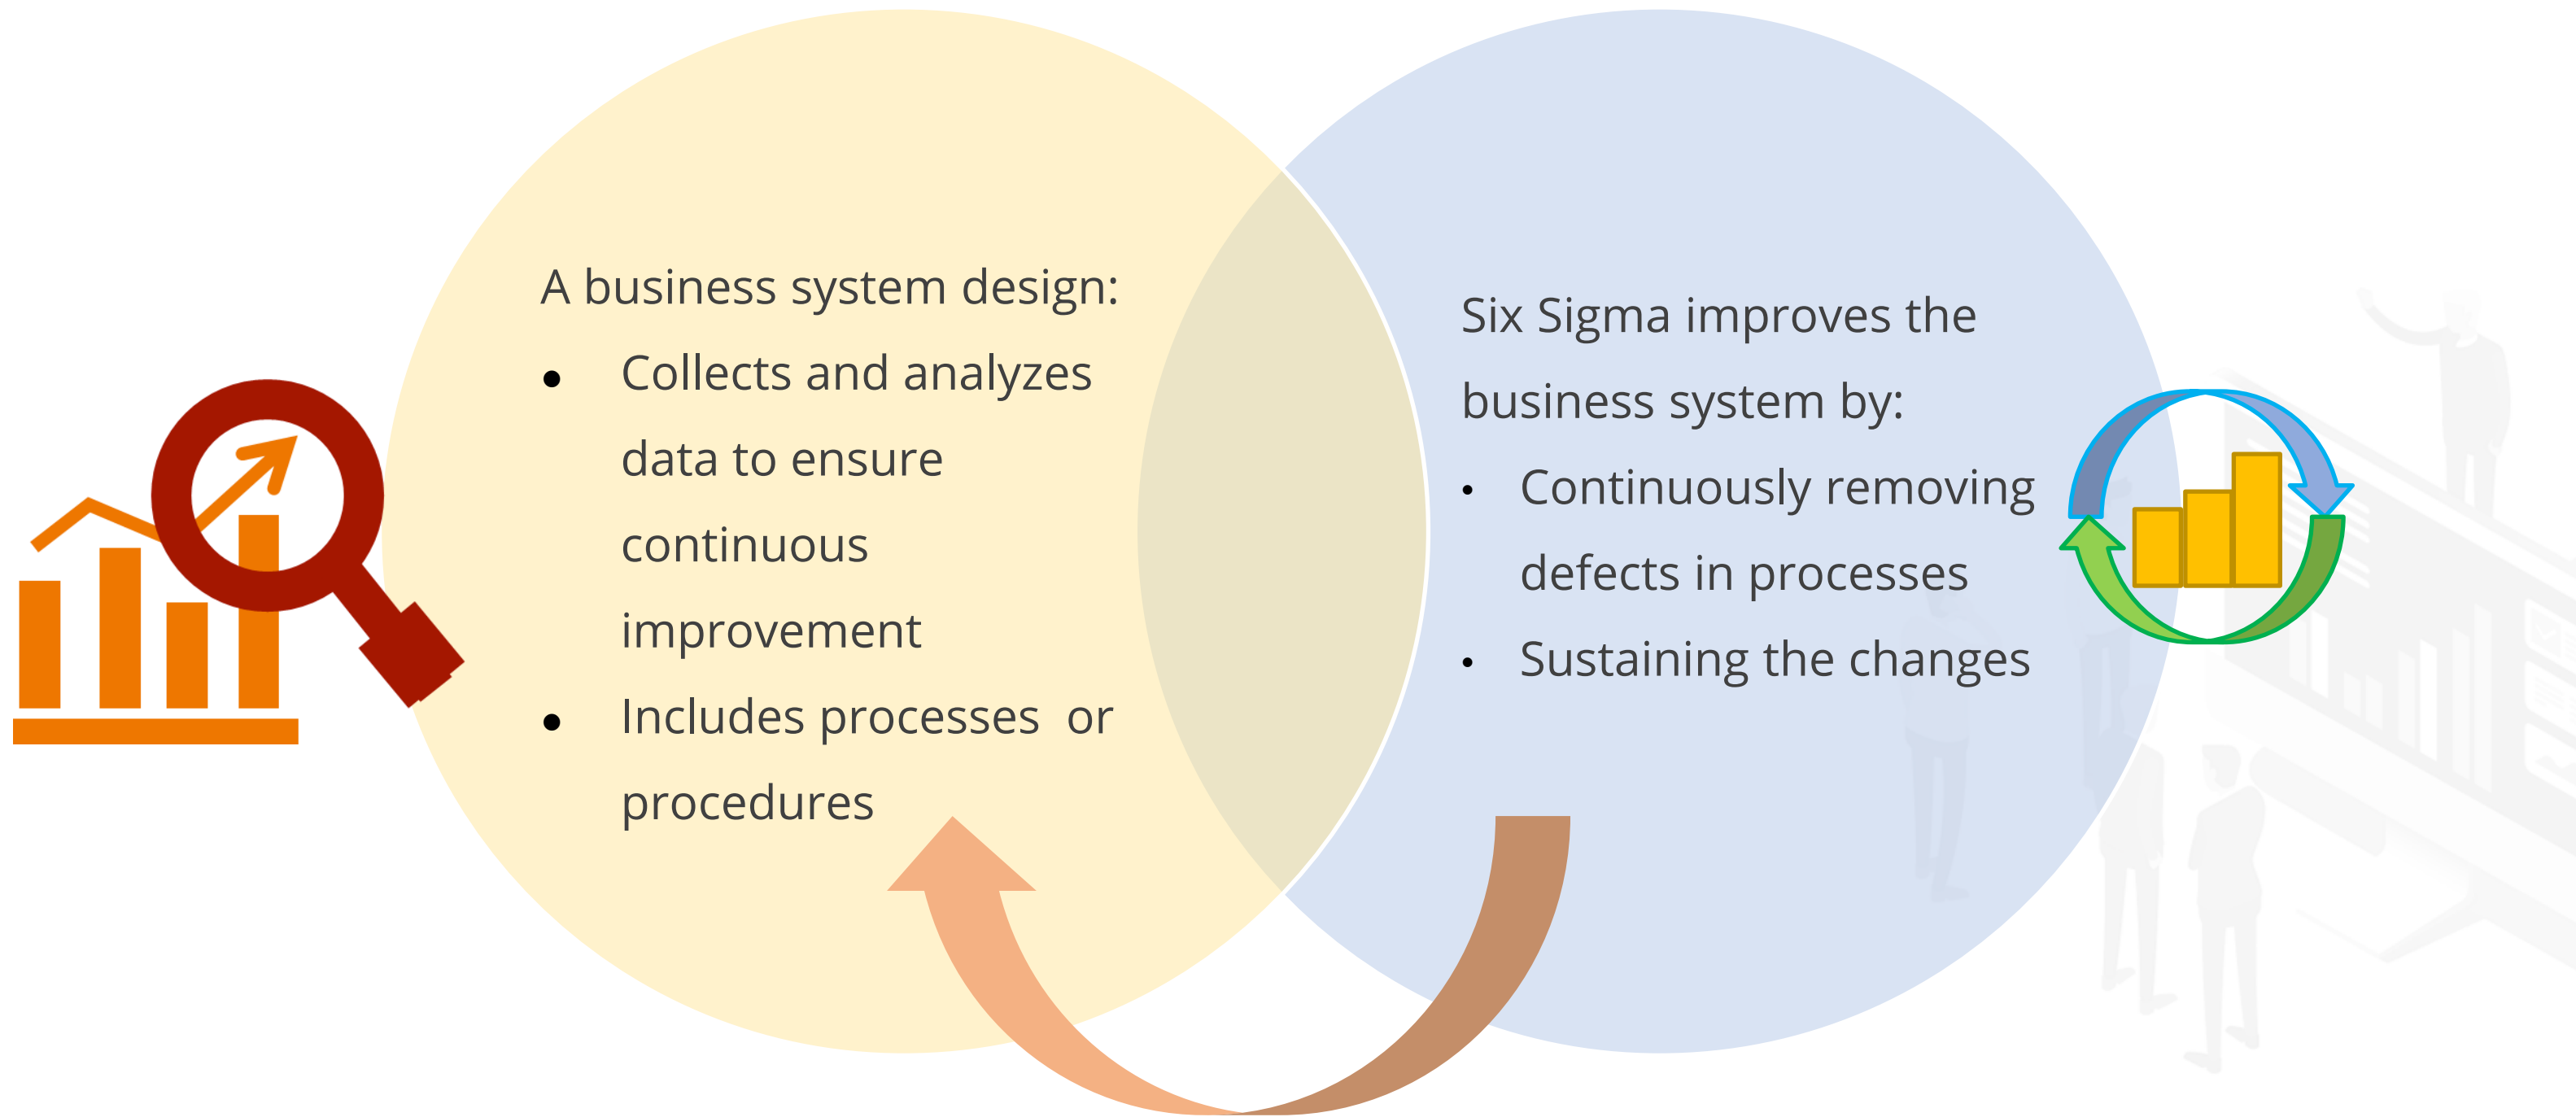 A business system design:
● Collects and analyzes
data to ensure
continuous
improvement
● Includes processes or
procedures
Six Sigma improves the
business system by:
• Continuously removing
defects in processes
• Sustaining the changes